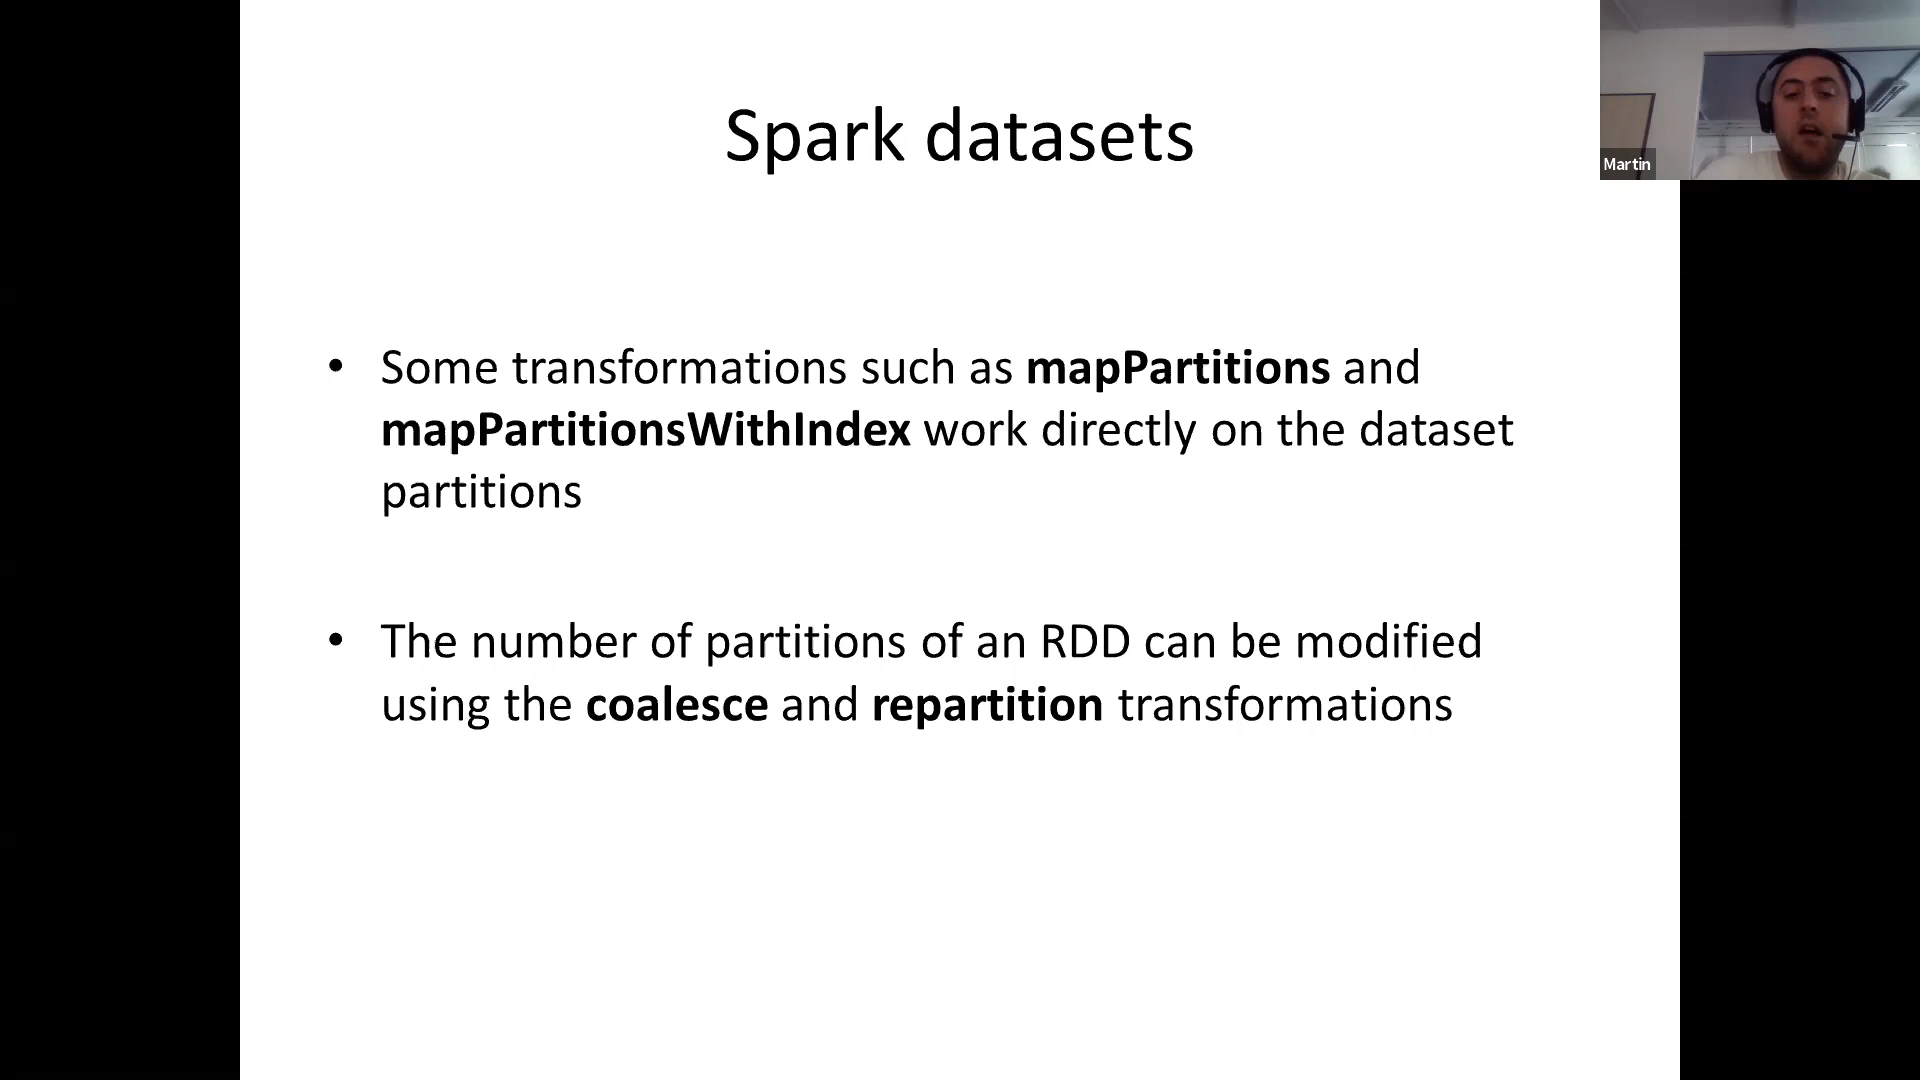 Spark datasets
Martin
• Some transformations such as mapPartitions and
mapPartitionsWithIndex work directly on the dataset
partitions
• The number of partitions of an RDD can be modified
using the coalesce and repartition transformations